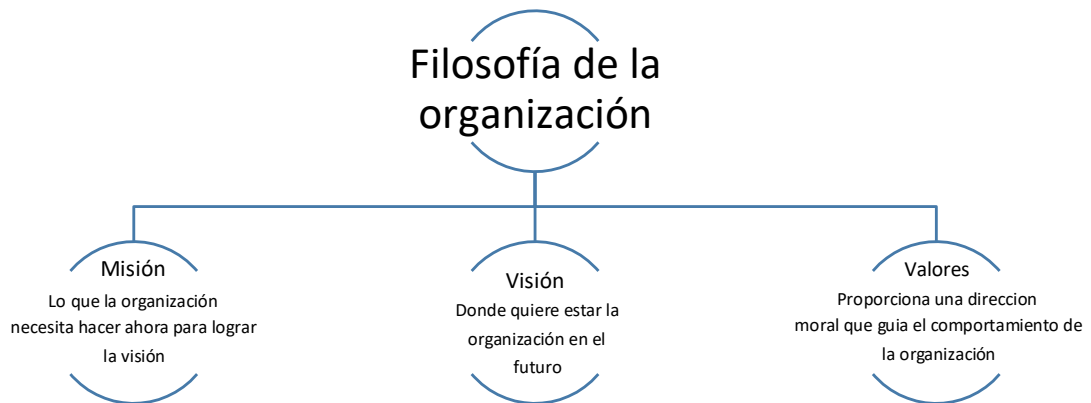 Filosofía de la
organización
Misión
Lo que la organización
necesita hacer ahora para lograr
la visión
Visión
Donde quiere estar la
organización en el
futuro
Valores
Proporciona una direccion
moral que guia el comportamiento de
la organización